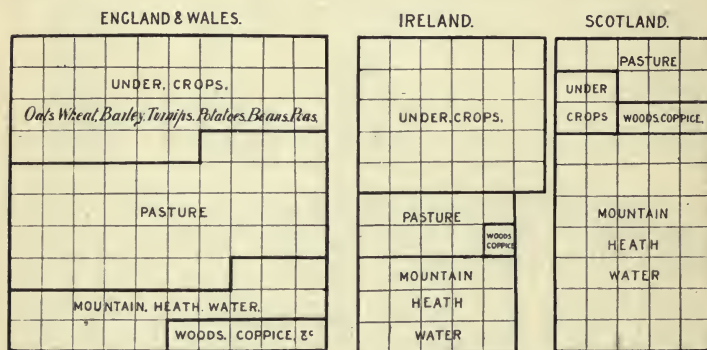 ENGLAND & WALES.
UNDER, CROPS,
Oats, Wheat, Barley, Turnips, Potatoes, Beans, Peas,
PASTURE
MOUNTAIN, HEATH, WATER,
WOODS, COPPICE, &c
IRELAND.
UNDER, CROPS,
PASTURE
WOODS
COPPICE
MOUNTAIN
HEATH
WATER
SCOTLAND.
PASTURE
UNDER
CROPS
WOODS, COPPICE,
MOUNTAIN
HEATH
WATER